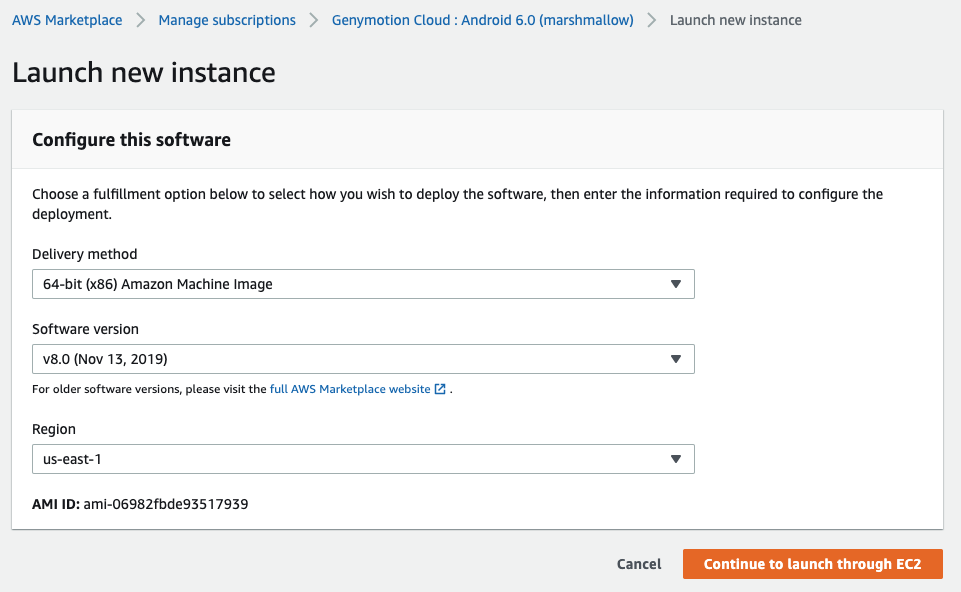 AWS Marketplace > Manage subscriptions > Genymotion Cloud : Android 6.0 (marshmallow) > Launch new instance
Launch new instance
Configure this software
Choose a fulfillment option below to select how you wish to deploy the software, then enter the information required to configure the
deployment.
Delivery method
64-bit (x86) Amazon Machine Image
Software version
v8.0 (Nov 13, 2019)
For older software versions, please visit the full AWS Marketplace website .
Region
us-east-1
AMI ID: ami-06982fbde93517939
Cancel Continue to launch through EC2